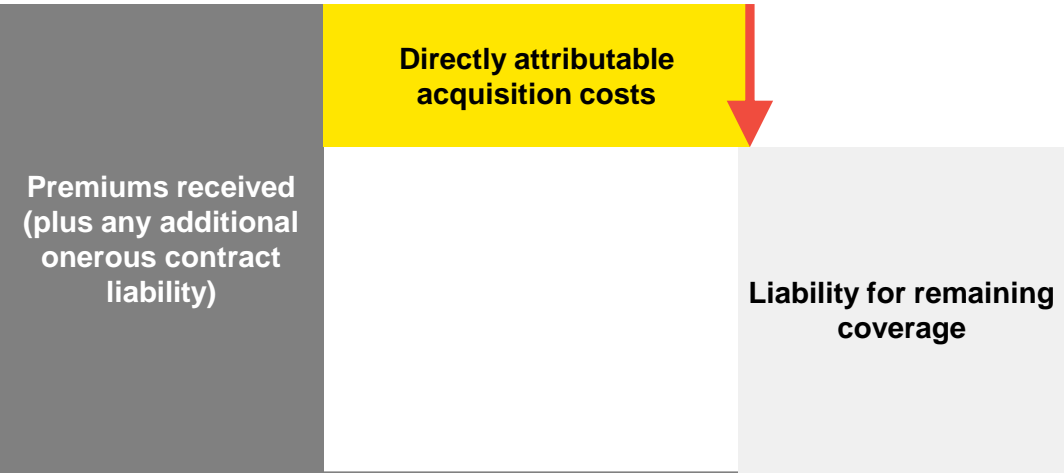 Directly attributable
acquisition costs
Premiums received
(plus any additional
onerous contract
liability)
Liability for remaining
coverage